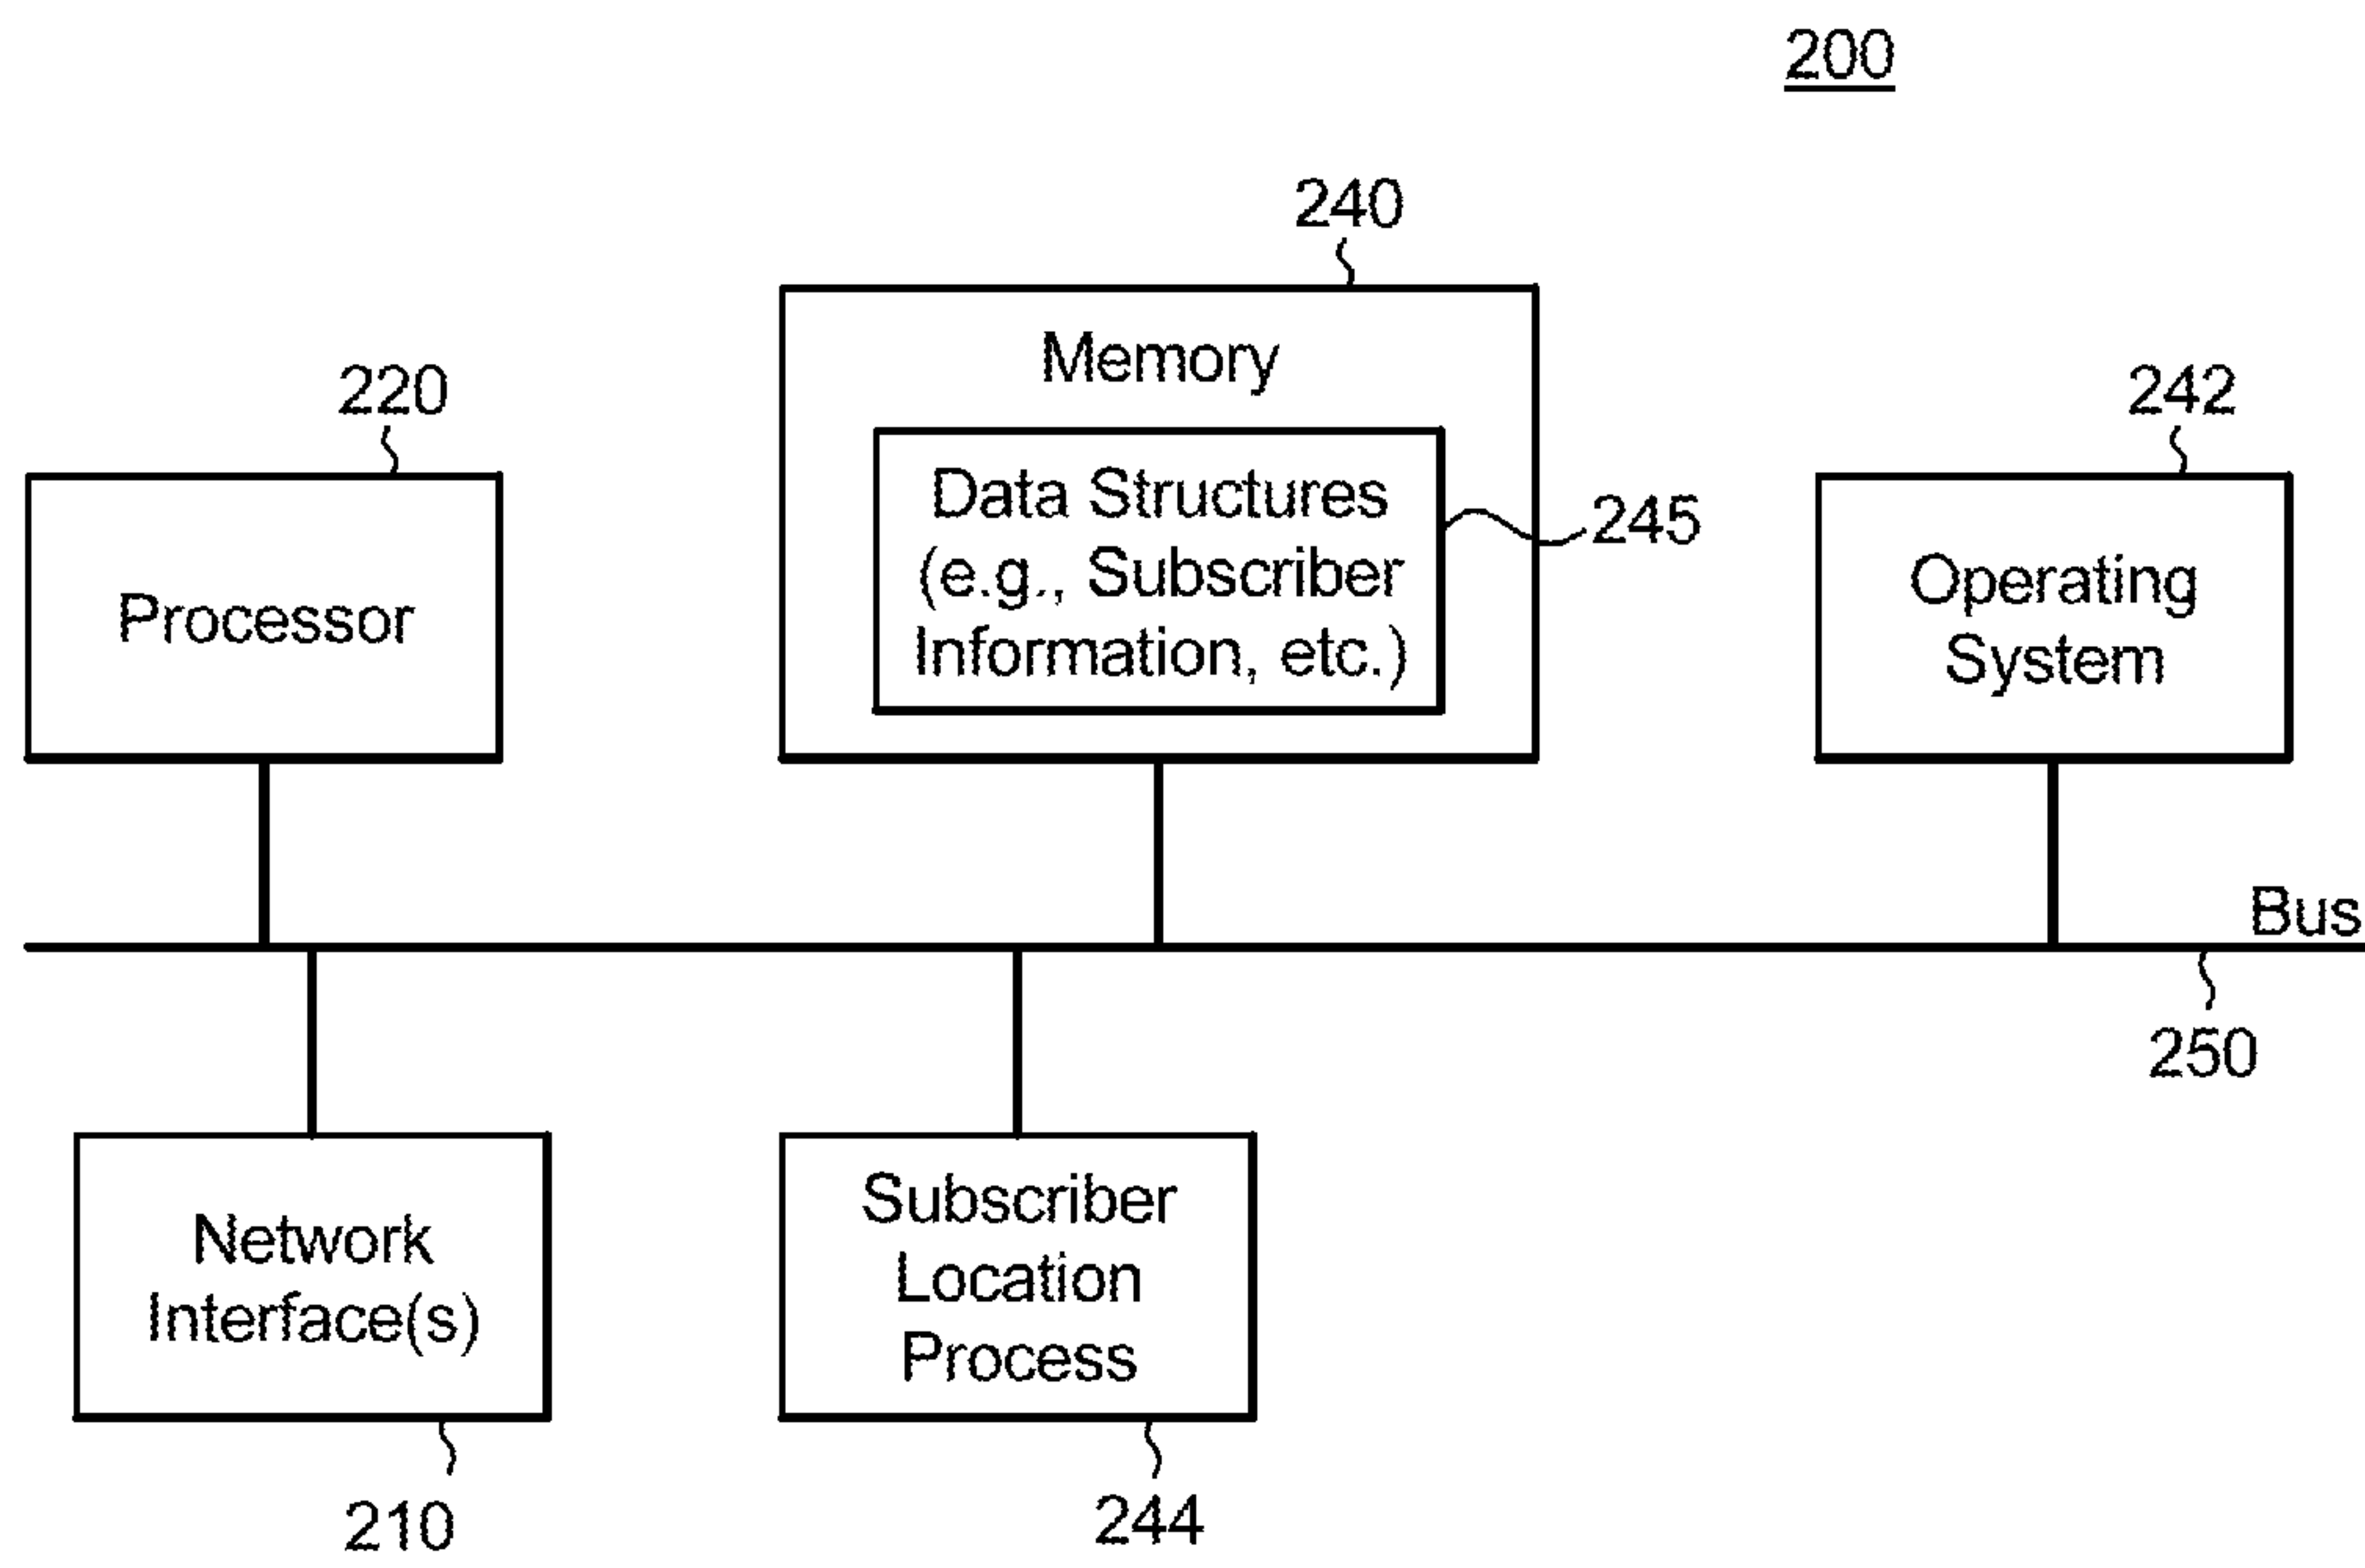 200
240
Memory
220
242
Data Structures
(e.g., Subscriber
Information, etc.)
245
Processor
Operating
System
Bus
250
Network
Interface(s)
Subscriber
Location
Process
210
244